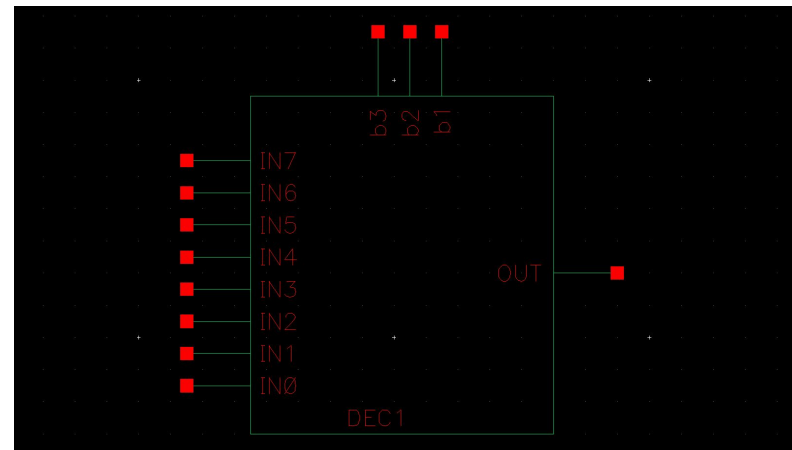 b3 b2 b1
IN7
IN6
IN5
IN4
OUT
IN3
IN2
IN1
IN0
DEC1